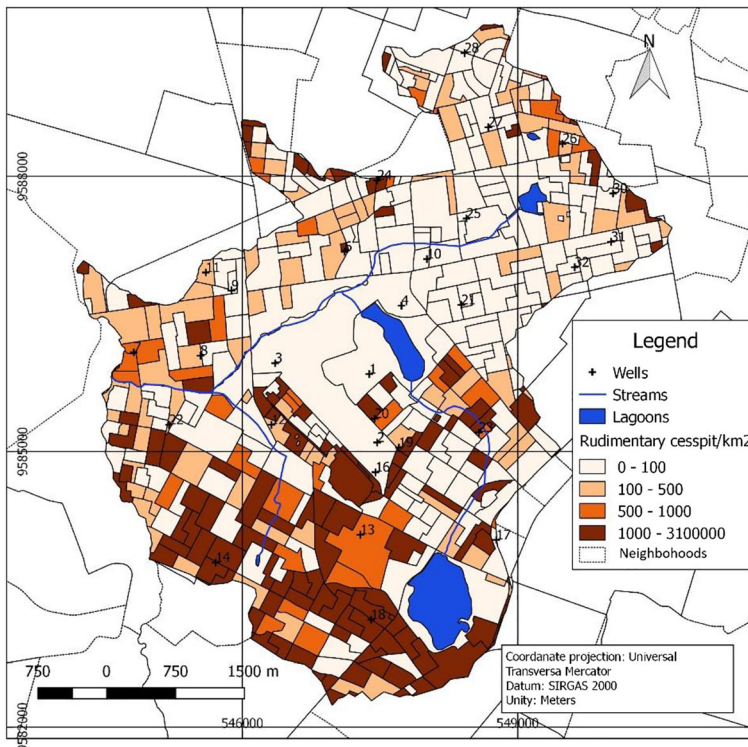 28
N
27
26
9588000
24
30
25
31
6
10
32
11
9
4
21
Legend
Wells
Streams
Lagoons
Rudimentary cesspit/km2
0 - 100
100 - 500
500 - 1000
1000 - 3100000
Neighbohoods
8
3
1
20
22
23
2
19
9585000
16
13
17
14
18
750 0 750 1500 m
Coordanate projection: Universal
Transversa Mercator
Datum: SIRGAS 2000
Unity: Meters
9582000
546000
549000